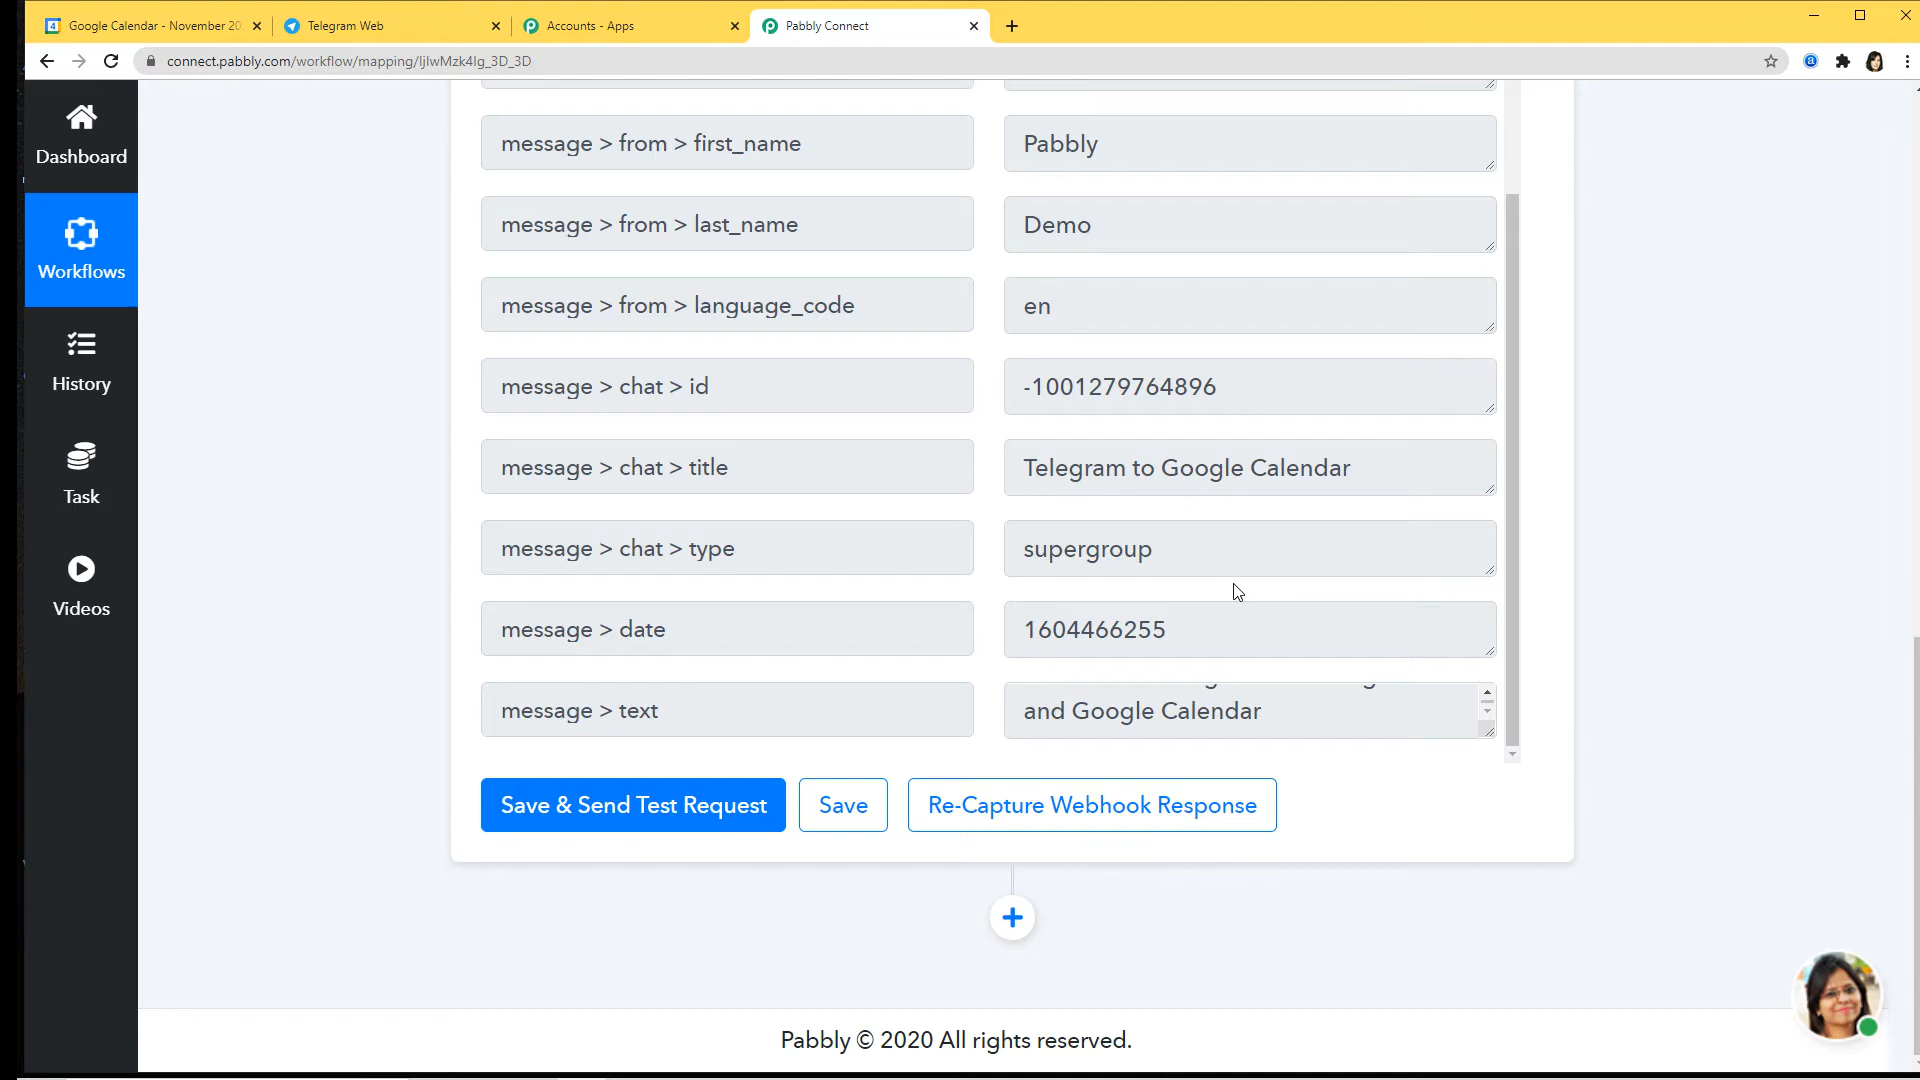 Google Calendar - November 20
Telegram Web
Accounts - Apps
Pabbly Connect
connect.pabbly.com/workflow/mapping/IjIwMzk4Ig_3D_3D
Dashboard
Workflows
History
Task
Videos
message > from > first_name
Pabbly
message > from > last_name
Demo
message > from > language_code
en
message > chat > id
-1001279764896
message > chat > title
Telegram to Google Calendar
message > chat > type
supergroup
message > date
1604466255
message > text
and Google Calendar
Save & Send Test Request
Save
Re-Capture Webhook Response
Pabbly © 2020 All rights reserved.